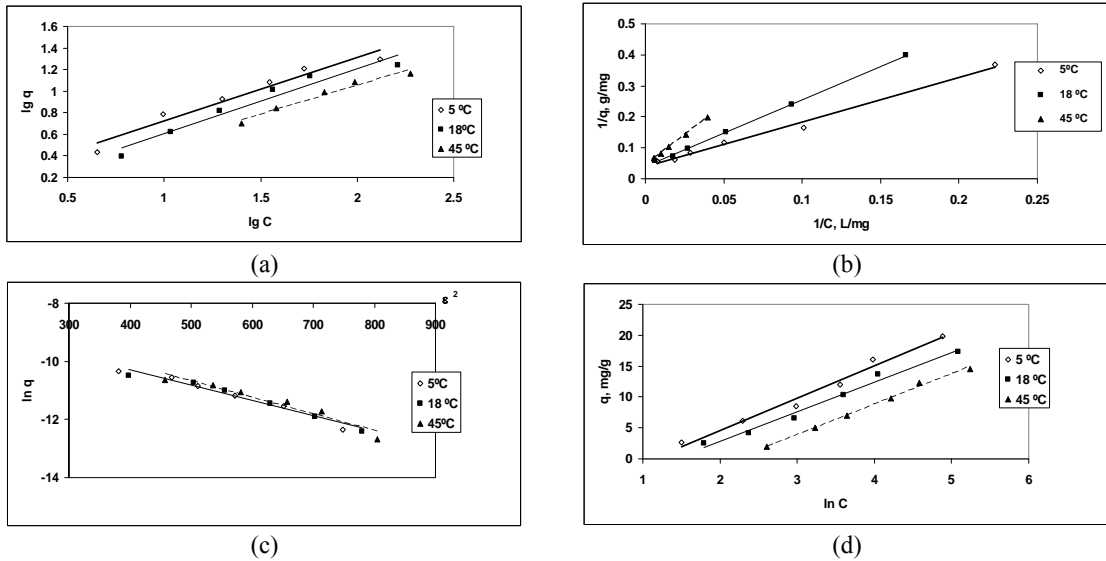 1.6
1.4
1.2
1
0.8
0.6
0.4
0.2
lg q
0.5 1 1.5 2 2.5
lg C
5 ºC
18ºC
45 ºC
(a)
0.5
0.4
0.3
0.2
0.1
0
1/q, g/mg
0 0.05 0.1 0.15 0.2 0.25
1/C, L/mg
5ºC
18 ºC
45 ºC
(b)
-8
-10
-12
-14
ln q
300 400 500 600 700 800 900
ε 2
5ºC
18 ºC
45ºC
(c)
25
20
15
10
5
0
q, mg/g
1 2 3 4 5 6
ln C
5 ºC
18 ºC
45 ºC
(d)